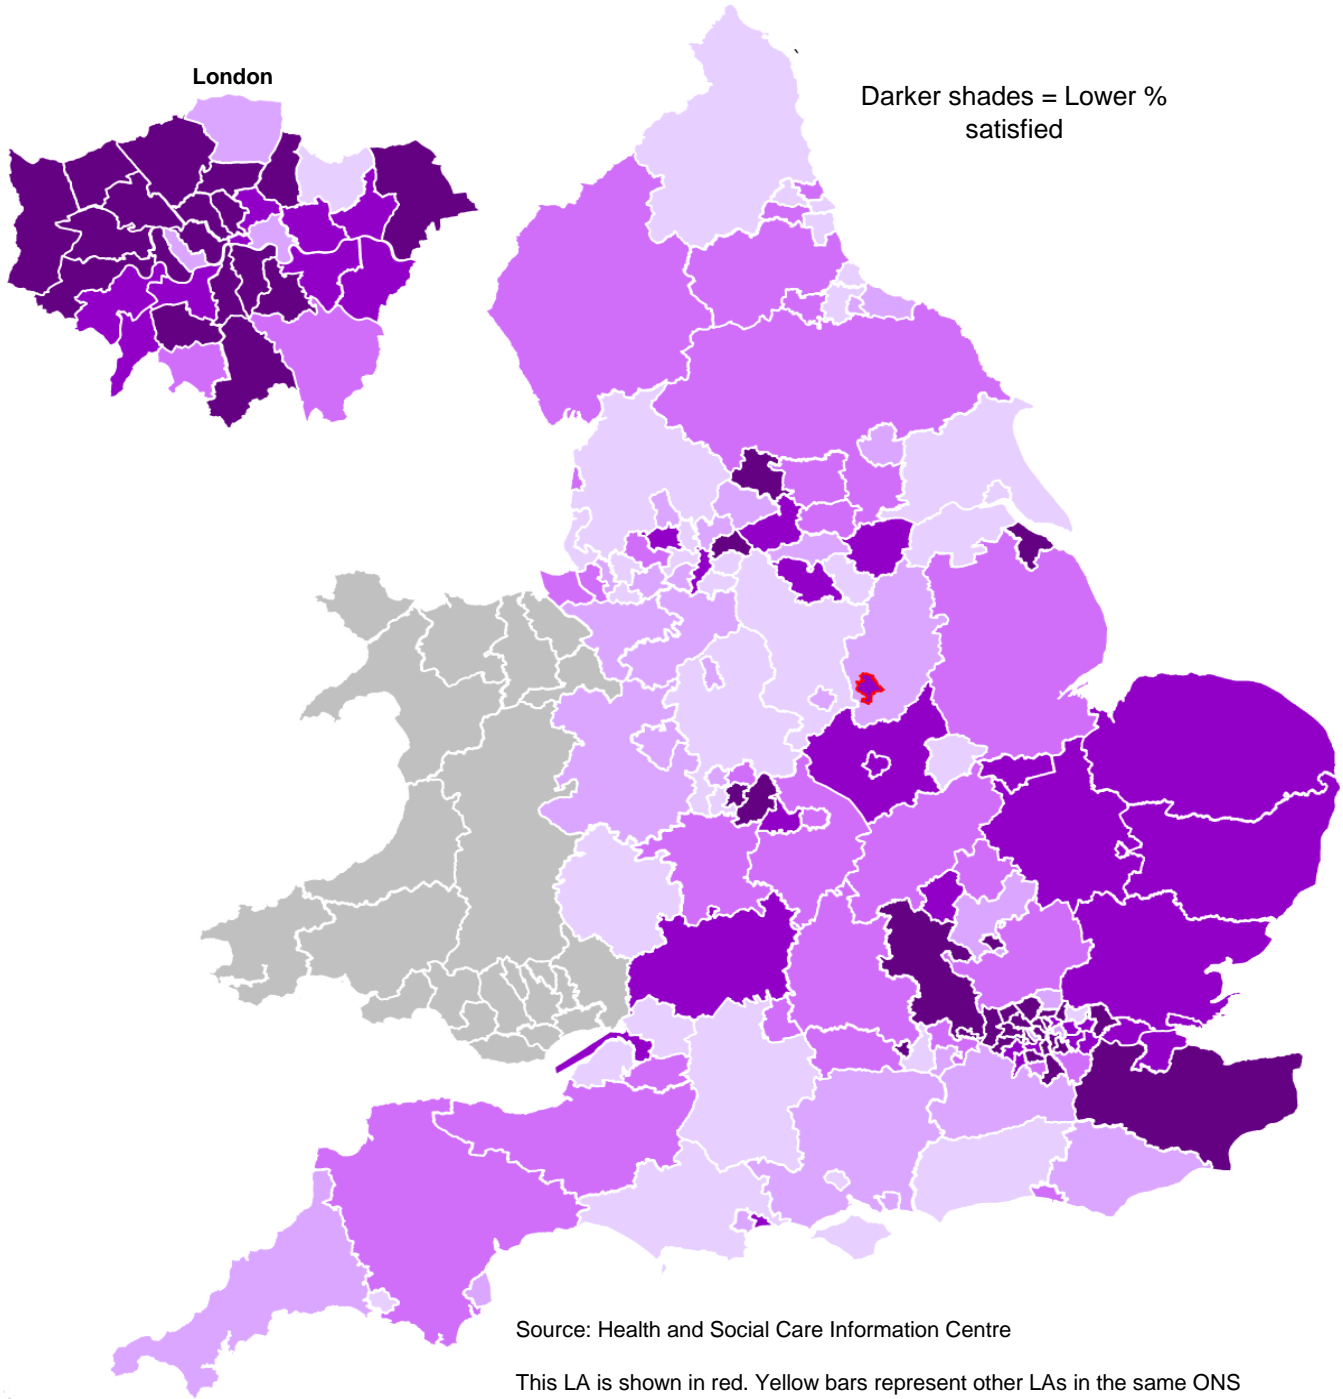 London
`
Darker shades = Lower %
satisfied
Source: Health and Social Care Information Centre
This LA is shown in red. Yellow bars represent other LAs in the same ONS